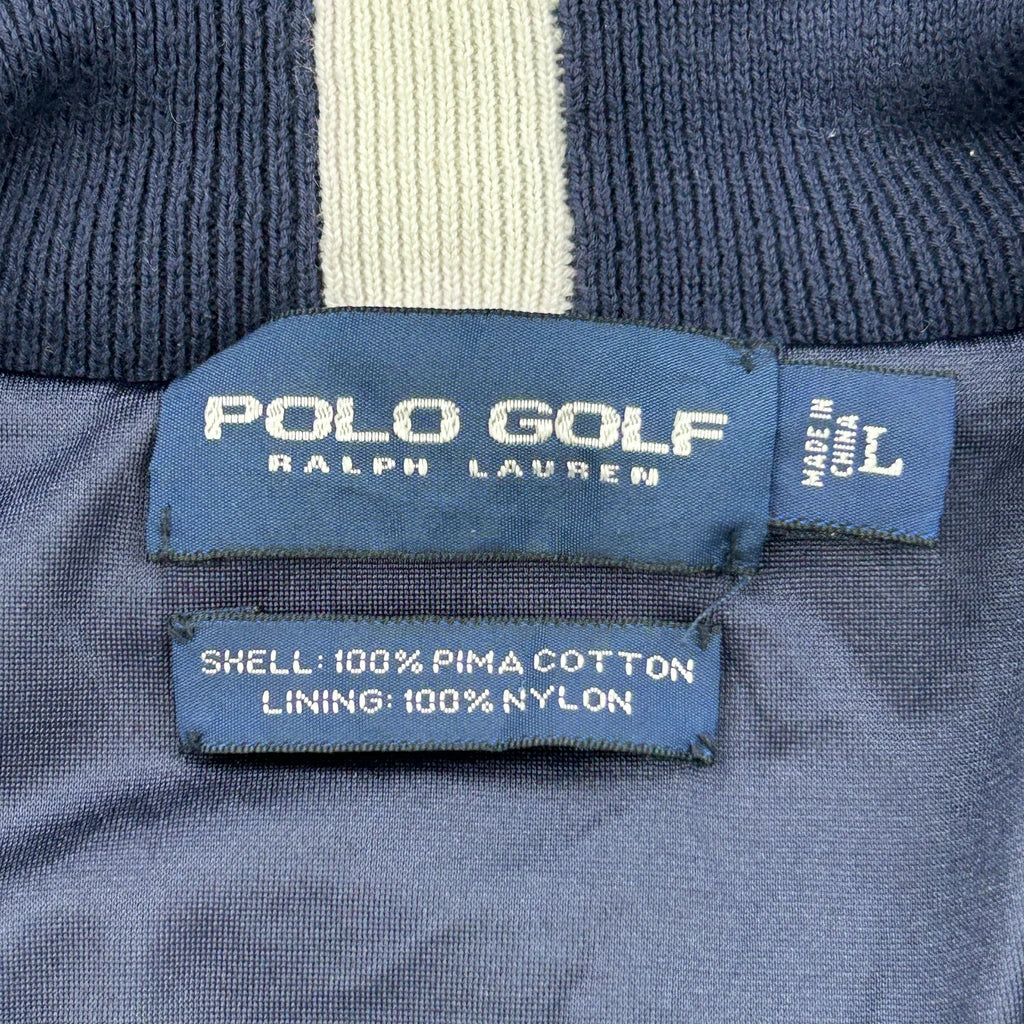 POLO GOLF
RALPH LAUREN
MADE IN
CHINA
L
SHELL: 100% PIMA COTTON
LINING: 100% NYLON